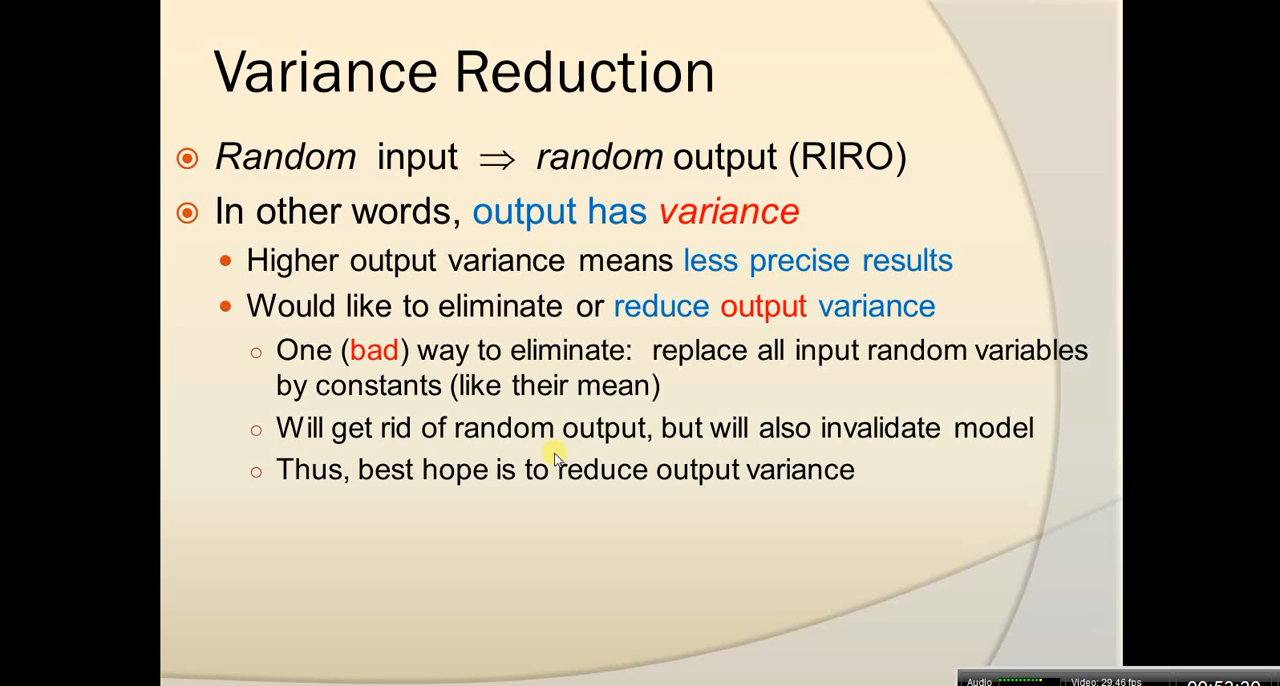 Variance Reduction
Random input ⇒ random output (RIRO)
In other words, output has variance
Higher output variance means less precise results
Would like to eliminate or reduce output variance
One (bad) way to eliminate: replace all input random variables
by constants (like their mean)
Will get rid of random output, but will also invalidate model
Thus, best hope is to reduce output variance
Audio Video: 29.46 fps